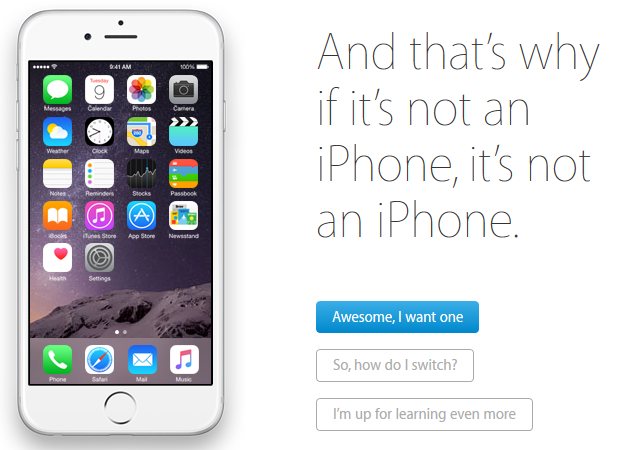 9:41 AM 100%
Tuesday
9
Messages Calendar Photos Camera
Weather Clock Maps Videos
Notes Reminders Stocks Passbook
iBooks iTunes Store App Store Newsstand
Health Settings
Phone Safari Mail Music
And that’s why
if it’s not an
iPhone, it’s not
an iPhone.
Awesome, I want one
So, how do I switch?
I’m up for learning even more